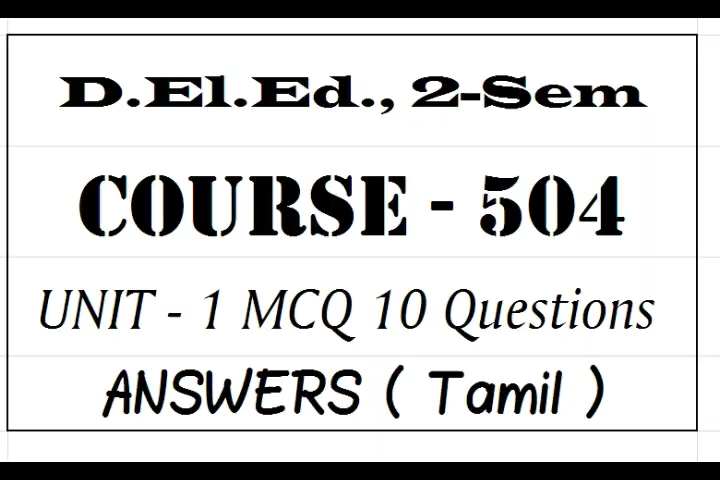 D.El.Ed., 2-Sem
COURSE - 504
UNIT - 1 MCQ 10 Questions
ANSWERS ( Tamil )